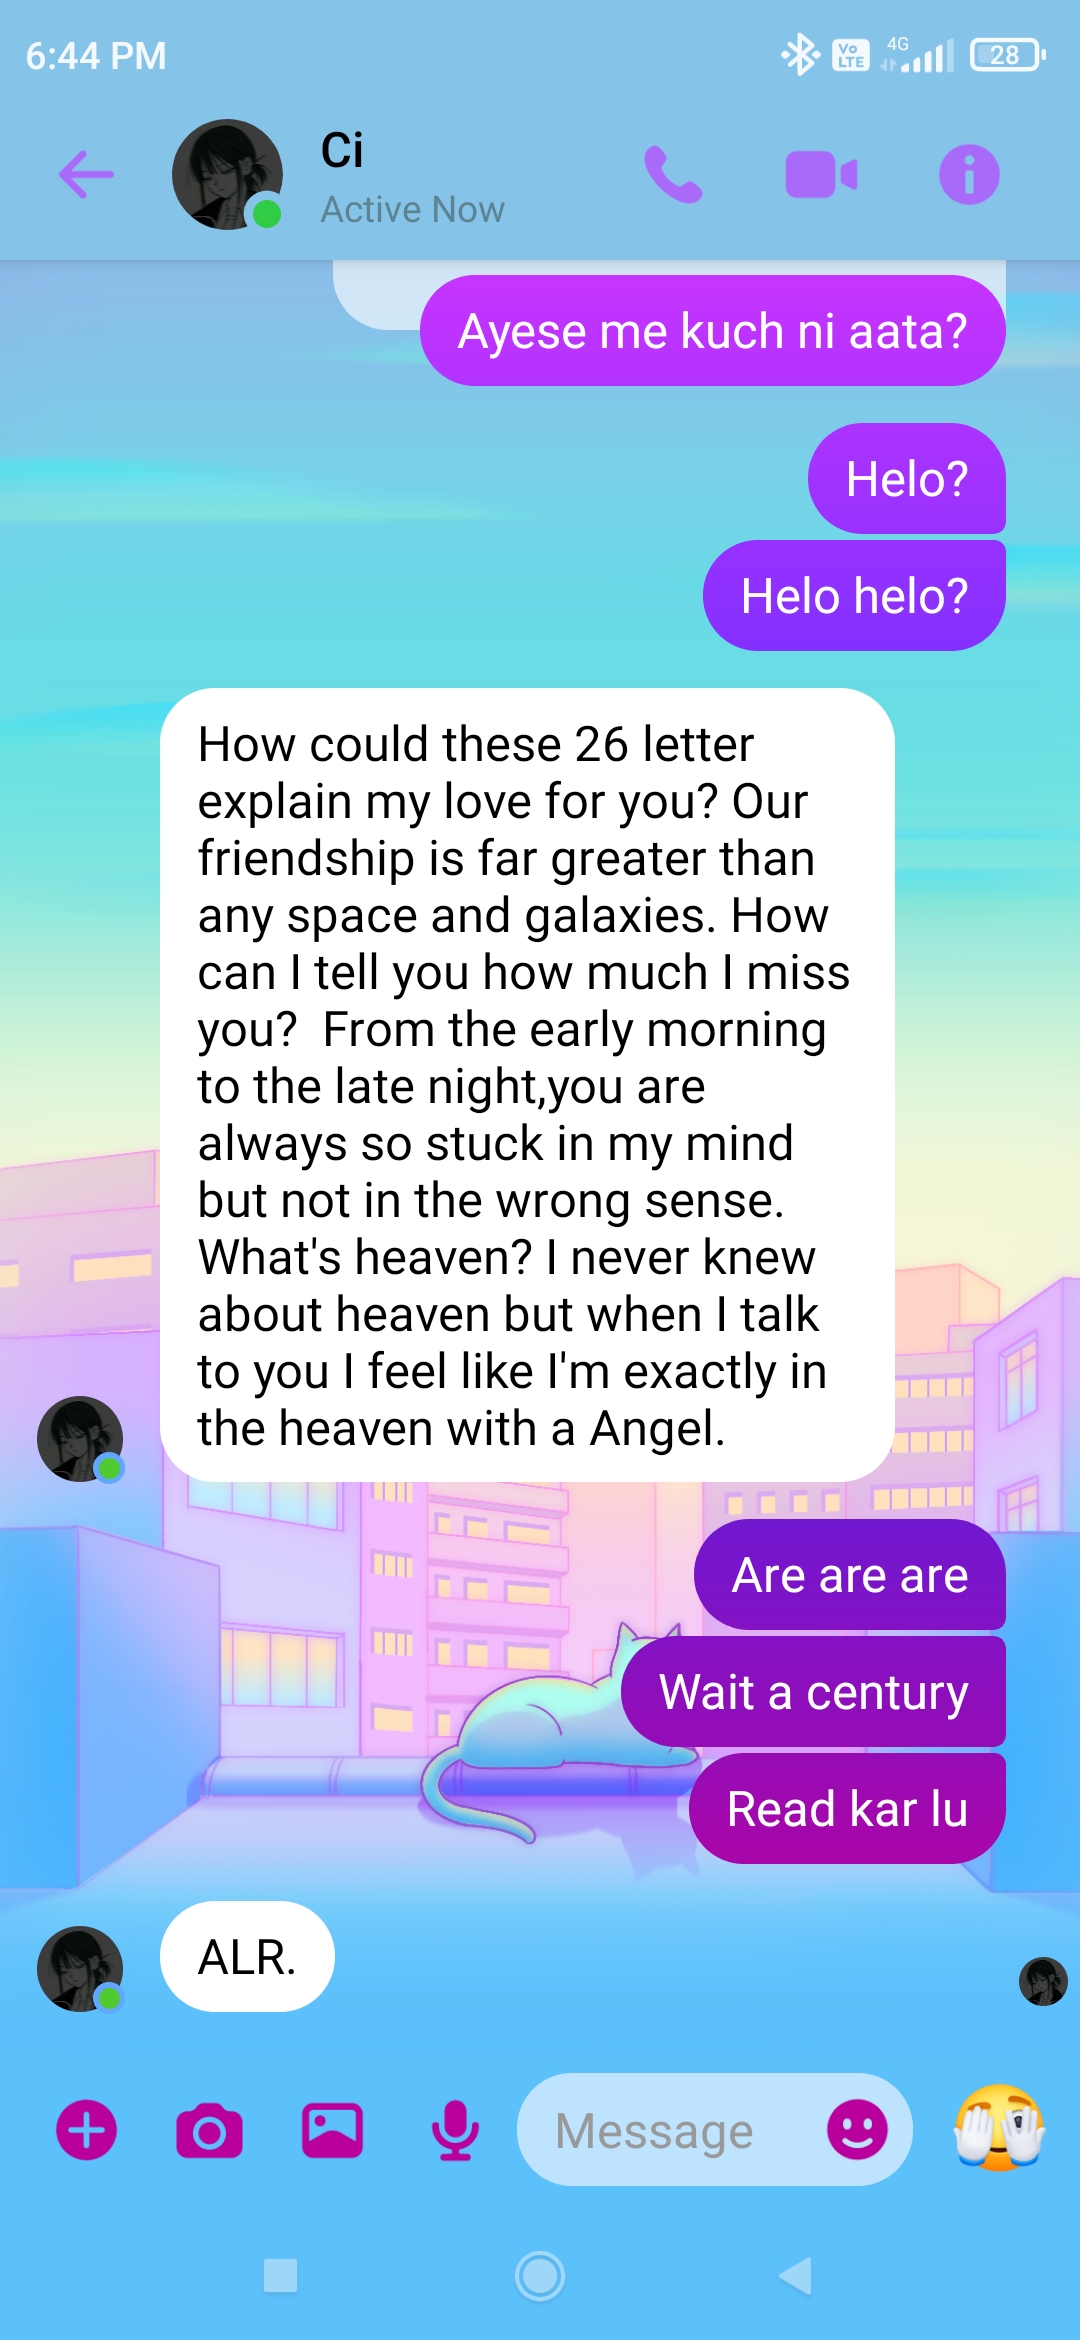 6:44 PM
Vo
LTE
4G
28
Ci
Active Now
Ayese me kuch ni aata?
Helo?
Helo helo?
How could these 26 letter
explain my love for you? Our
friendship is far greater than
any space and galaxies. How
can I tell you how much I miss
you?  From the early morning
to the late night,you are
always so stuck in my mind
but not in the wrong sense.
What's heaven? I never knew
about heaven but when I talk
to you I feel like I'm exactly in
the heaven with a Angel.
Are are are
Wait a century
Read kar lu
ALR.
Message